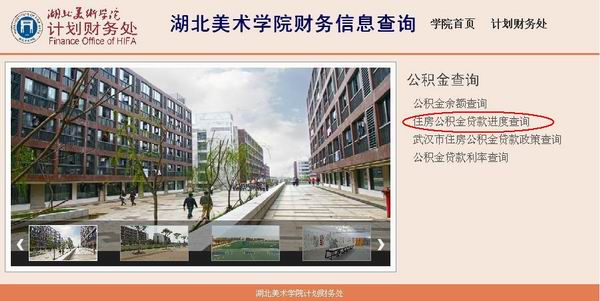 湖北美术学院
计划财务处
Finance Office of HIFA
湖北美术学院财务信息查询
学院首页 计划财务处
公积金查询
公积金余额查询
住房公积金贷款进度查询
武汉市住房公积金贷款政策查询
公积金贷款利率查询
湖北美术学院计划财务处